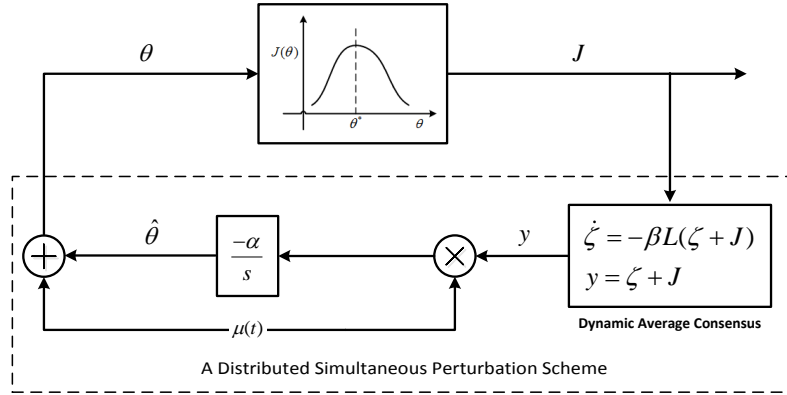 θ
J
J(θ)
θ*
θ
θ̂
−α
s
y
ζ̇ = −βL(ζ + J)
y = ζ + J
Dynamic Average Consensus
μ(t)
A Distributed Simultaneous Perturbation Scheme